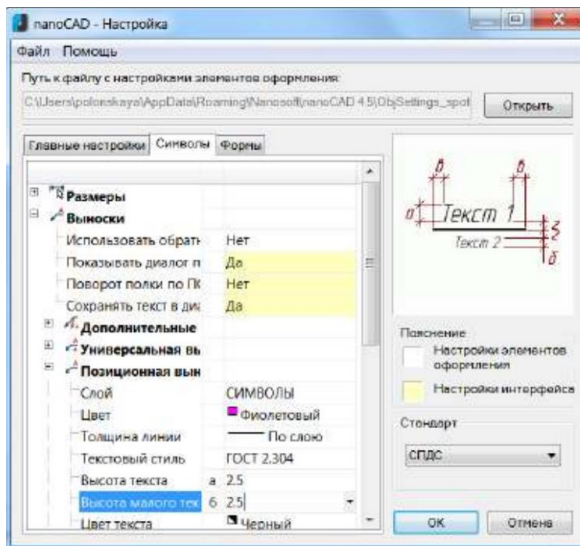 nanoCAD - Настройка
Файл Помощь
Путь к файлу с настройками элементов оформления:
C:\Users\polonskaya\AppData\Roaming\Nanosoft\nanoCAD 4.5\ObjSettings_spd
Открыть
Главные настройки Символы Формы
Размеры
Выноски
Использовать обратн Нет
Показывать диалог п Да
Поворот полки по ПК Нет
Сохранять текст в диа Да
Дополнительные
Универсальная вы
Позиционная вын
Слой СИМВОЛЫ
Цвет Фиолетовый
Толщина линии По слою
Текстовый стиль ГОСТ 2.304
Высота текста а 2.5
Высота малого тек б 2.5
Цвет текста Черный
в в
а Текст 1
Текст 2
б
Пояснение
Настройки элементов
оформления
Настройки интерфейса
Стандарт
СПДС
ОК Отмена